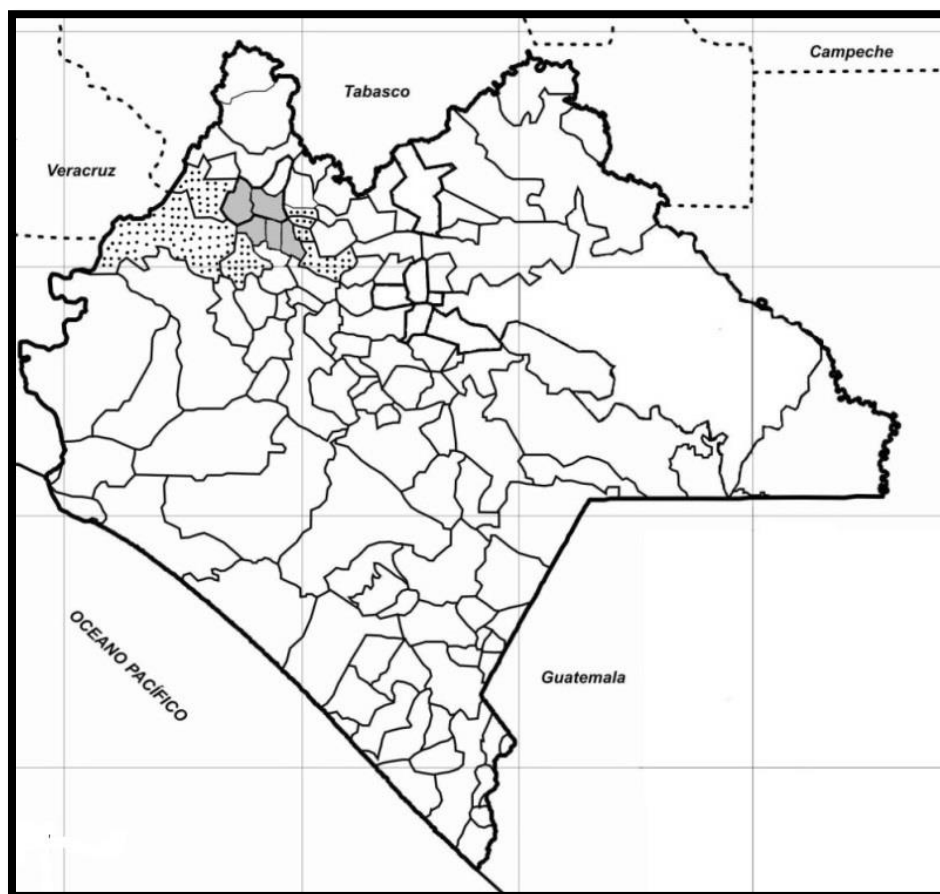 Campeche
Tabasco
Veracruz
OCEANO PACÍFICO
Guatemala